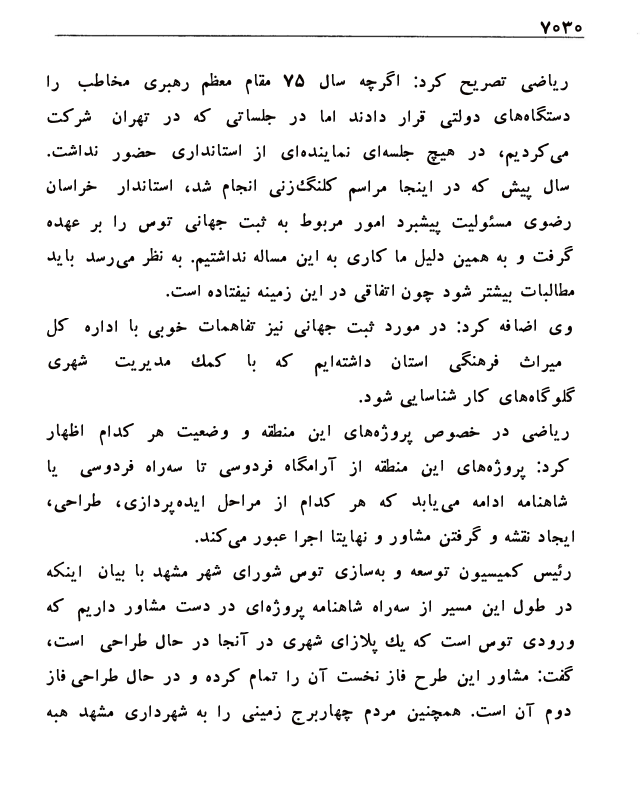 ۷۰۳۰
ریاضی تصریح کرد: اگرچه سال ۷۵ مقام معظم رهبری مخاطب را
دستگاه‌های دولتی قرار دادند اما در جلساتی که در تهران شرکت
می‌کردیم، در هیچ جلسه‌ای نماینده‌ای از استانداری حضور نداشت.
سال پیش که در اینجا مراسم کلنگ‌زنی انجام شد، استاندار خراسان
رضوی مسئولیت پیشبرد امور مربوط به ثبت جهانی توس را بر عهده
گرفت و به همین دلیل ما کاری به این مساله نداشتیم. به نظر می‌رسد باید
مطالبات بیشتر شود چون اتفاقی در این زمینه نیفتاده است.
وی اضافه کرد: در مورد ثبت جهانی نیز تفاهمات خوبی با اداره کل
میراث فرهنگی استان داشته‌ایم که با کمك مدیریت شهری
گلوگاه‌های کار شناسایی شود.
ریاضی در خصوص پروژه‌های این منطقه و وضعیت هر کدام اظهار
کرد: پروژه‌های این منطقه از آرامگاه فردوسی تا سه‌راه فردوسی یا
شاهنامه ادامه می‌یابد که هر کدام از مراحل ایده‌پردازی، طراحی،
ایجاد نقشه و گرفتن مشاور و نهایتا اجرا عبور می‌کند.
رئیس کمیسیون توسعه و به‌سازی توس شورای شهر مشهد با بیان اینکه
در طول این مسیر از سه‌راه شاهنامه پروژه‌ای در دست مشاور داریم که
ورودی توس است که یك پلازای شهری در آنجا در حال طراحی است،
گفت: مشاور این طرح فاز نخست آن را تمام کرده و در حال طراحی فاز
دوم آن است. همچنین مردم چهاربرج زمینی را به شهرداری مشهد هبه